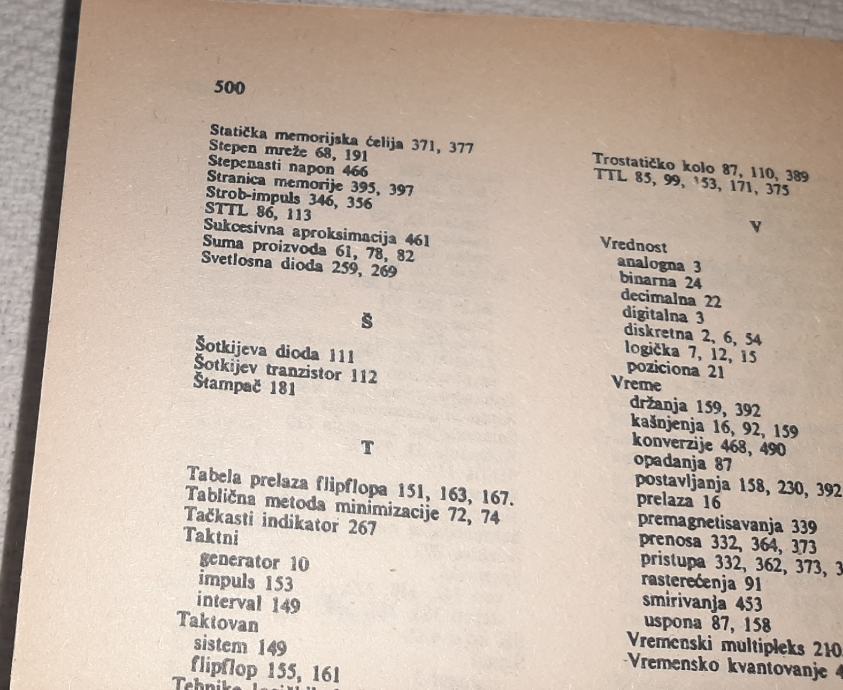 500
Statička memorijska ćelija 371, 377
Stepen mreže 68, 191
Stepenasti napon 466
Stranica memorije 395, 397
Strob-impuls 346, 356
STTL 86, 113
Sukcesivna aproksimacija 461
Suma proizvoda 61, 78, 82
Svetlosna dioda 259, 269
Š
Šotkijeva dioda 111
Šotkijev tranzistor 112
Štampač 181
T
Tabela prelaza flipflopa 151, 163, 167.
Tablična metoda minimizacije 72, 74
Tačkasti indikator 267
Taktni
generator 10
impuls 153
interval 149
Taktovan
sistem 149
flipflop 155, 161
Trostatičko kolo 87, 110, 389
TTL 85, 99, 153, 171, 375
V
Vrednost
analogna 3
binarna 24
decimalna 22
digitalna 3
diskretna 2, 6, 54
logička 7, 12, 15
poziciona 21
Vreme
držanja 159, 392
kašnjenja 16, 92, 159
konverzije 468, 490
opadanja 87
postavljanja 158, 230, 392
prelaza 16
premagnetisavanja 339
prenosa 332, 364, 373
pristupa 332, 362, 373,
rasterećenja 91
smirivanja 453
uspona 87, 158
Vremenski multipleks 210
Vremensko kvantovanje